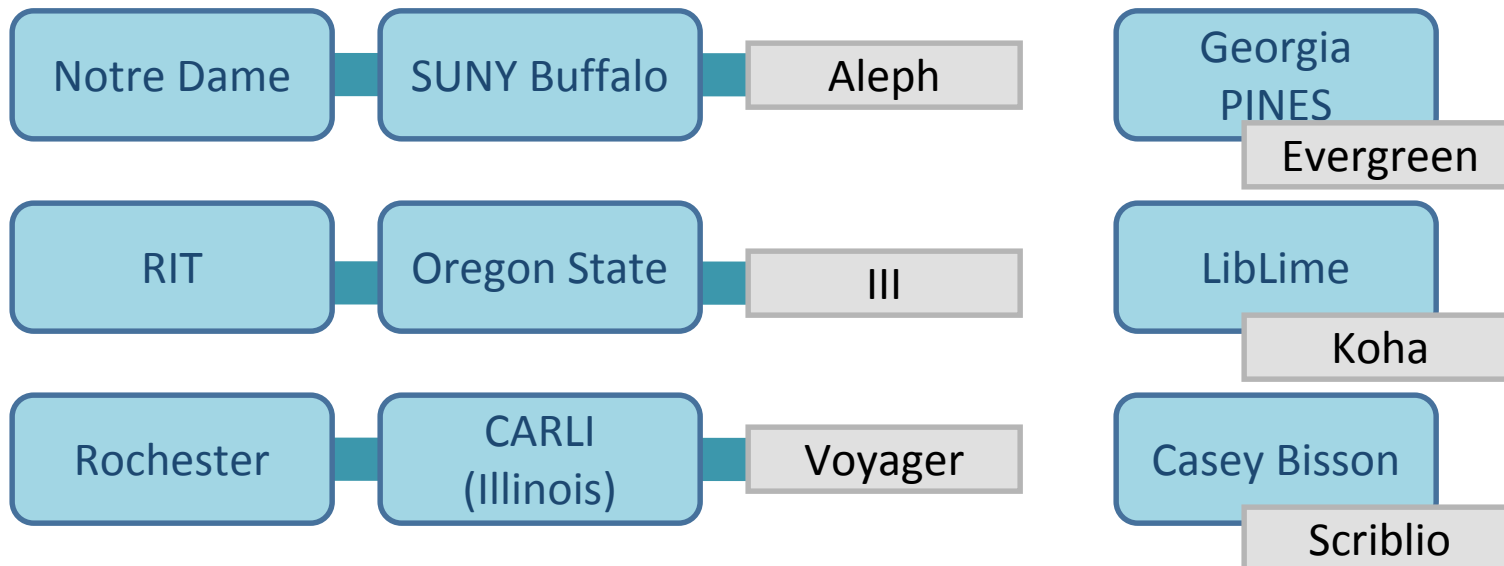 Notre Dame
SUNY Buffalo
Aleph
Georgia
PINES
Evergreen
RIT
Oregon State
III
LibLime
Koha
Rochester
CARLI
(Illinois)
Voyager
Casey Bisson
Scriblio